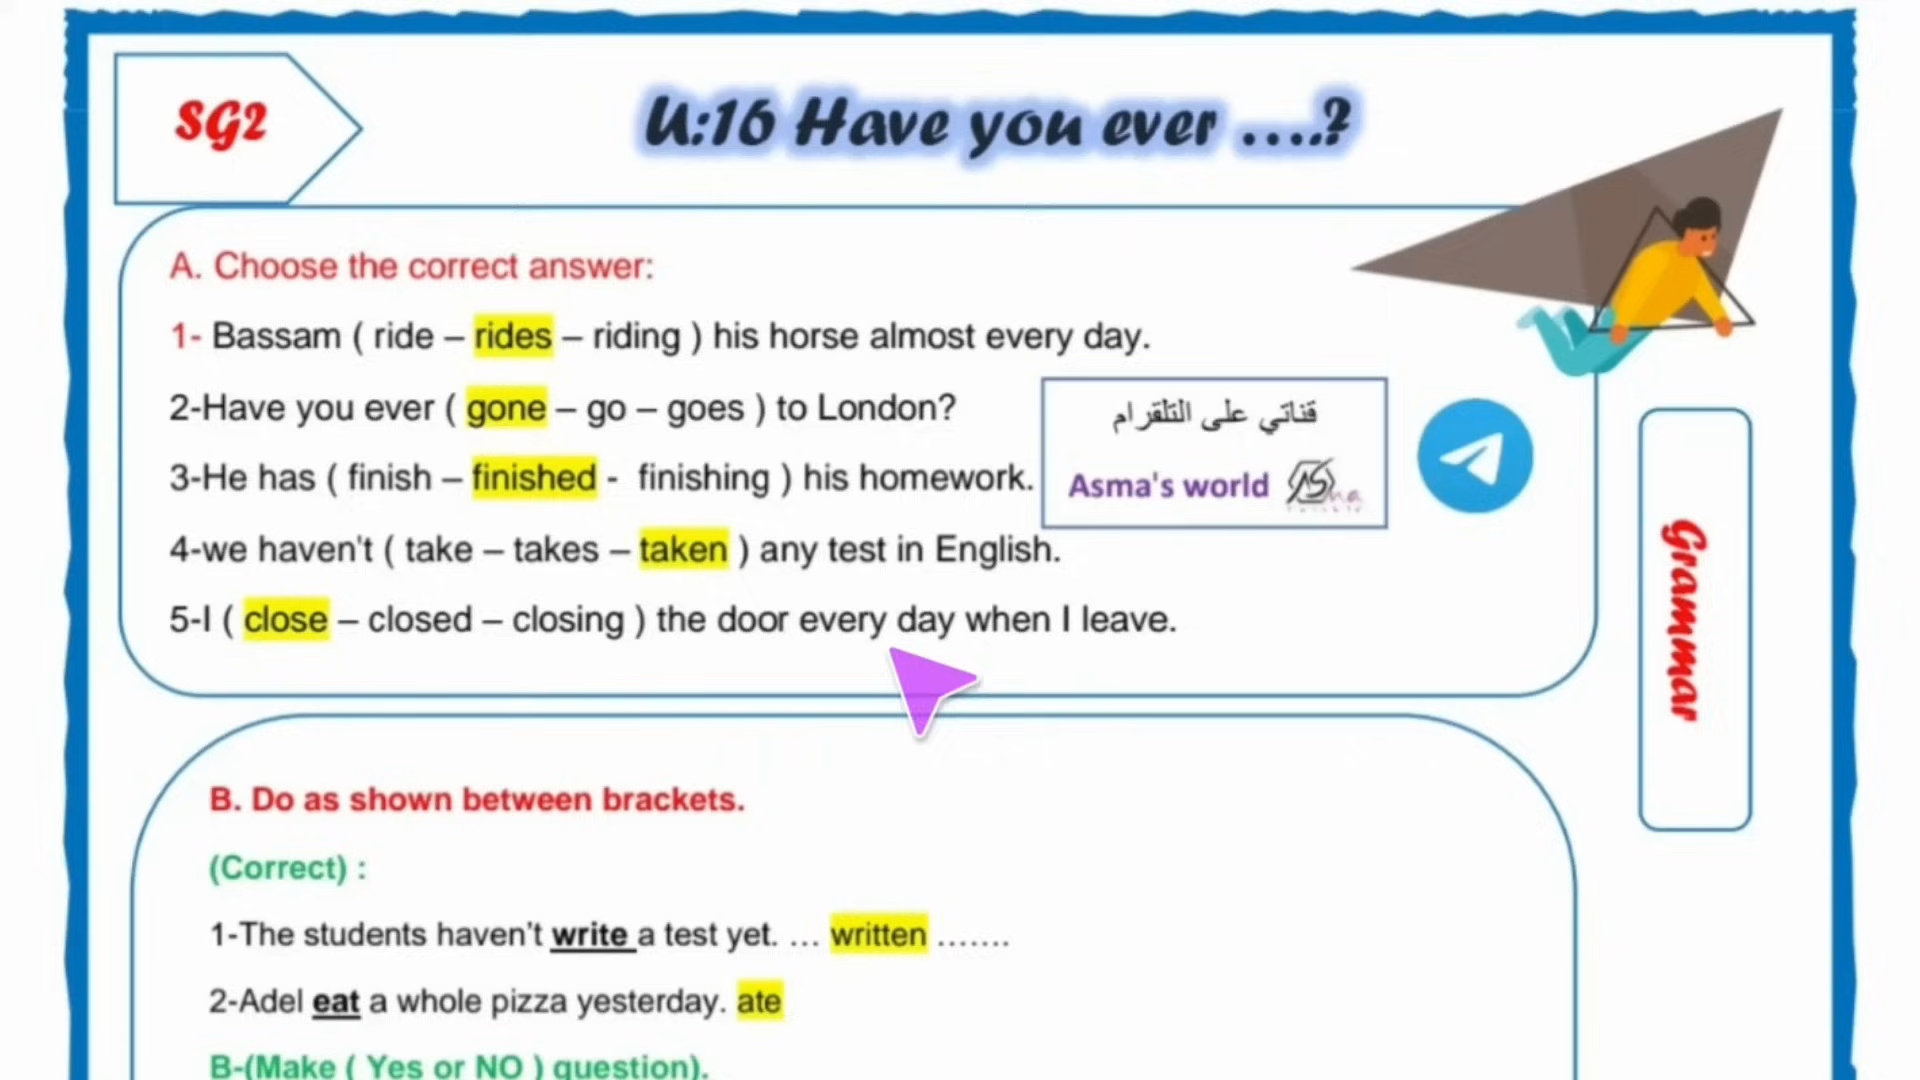 SG2
U:16 Have you ever ….?
A. Choose the correct answer:
1- Bassam ( ride – rides – riding ) his horse almost every day.
2-Have you ever ( gone – go – goes ) to London?
3-He has ( finish – finished - finishing ) his homework.
4-we haven't ( take – takes – taken ) any test in English.
5-I ( close – closed – closing ) the door every day when I leave.
قناتي على التلقرام
Asma's world
Grammar
B. Do as shown between brackets.
(Correct) :
1-The students haven’t write a test yet. … written …….
2-Adel eat a whole pizza yesterday. ate
B-(Make ( Yes or NO ) question).